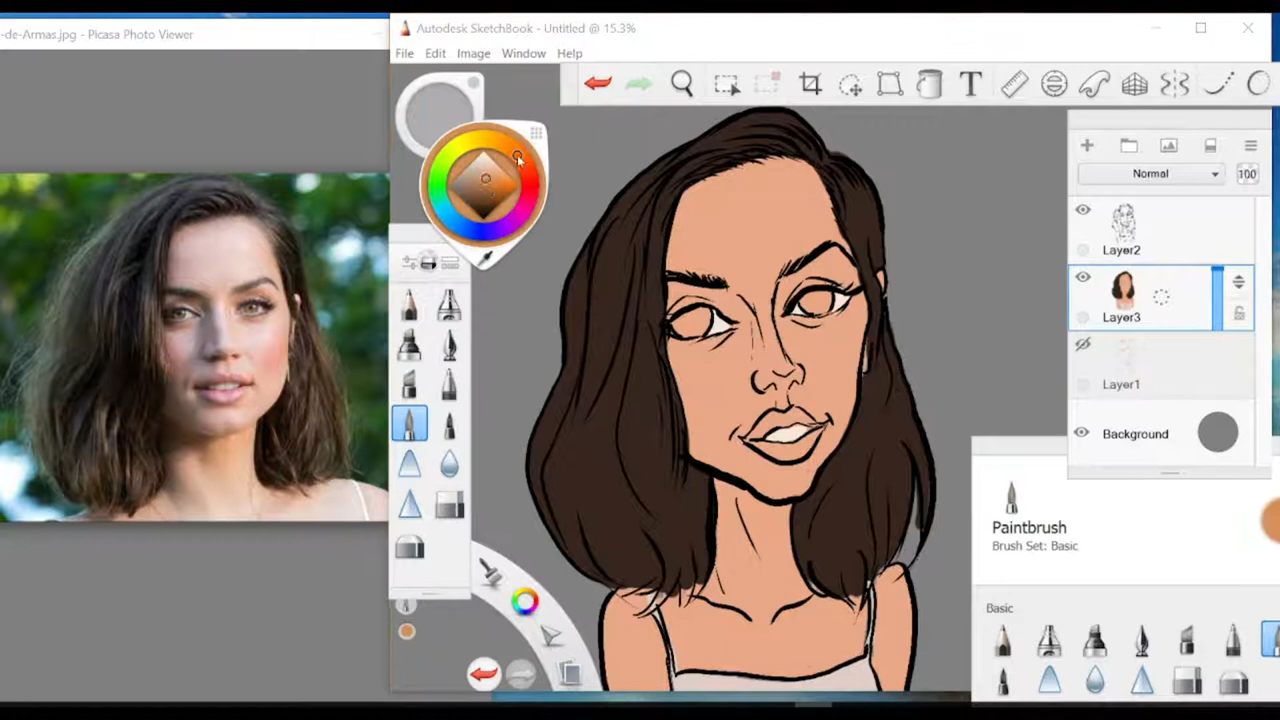 -de-Armas.jpg - Picasa Photo Viewer
Autodesk SketchBook - Untitled @ 15.3%
File Edit Image Window Help
T
Normal
100
Layer2
Layer3
Layer1
Background
Paintbrush
Brush Set: Basic
Basic